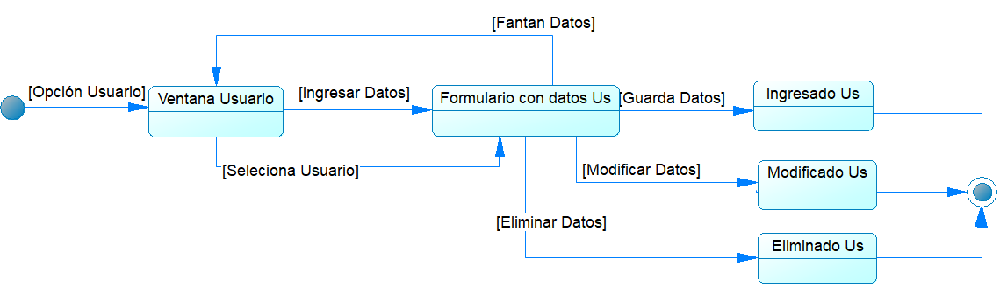 [Fantan Datos]
[Opción Usuario]
Ventana Usuario
[Ingresar Datos]
Formulario con datos Us
[Guarda Datos]
Ingresado Us
[Seleciona Usuario]
[Modificar Datos]
Modificado Us
[Eliminar Datos]
Eliminado Us